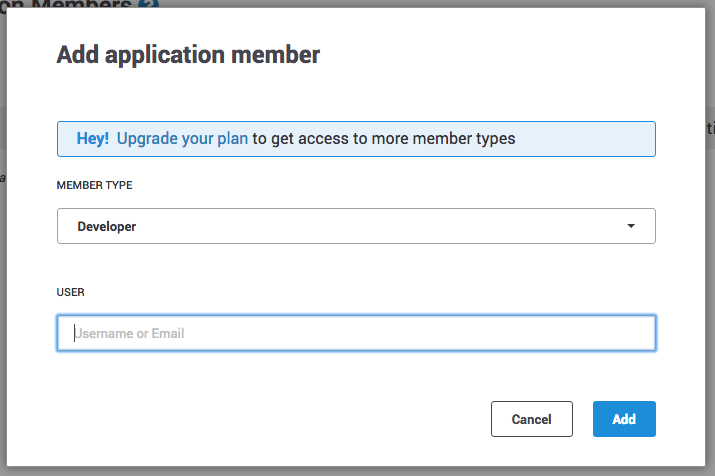 on Members ?
Add application member
Hey! Upgrade your plan to get access to more member types
MEMBER TYPE
Developer
USER
Username or Email
Cancel
Add